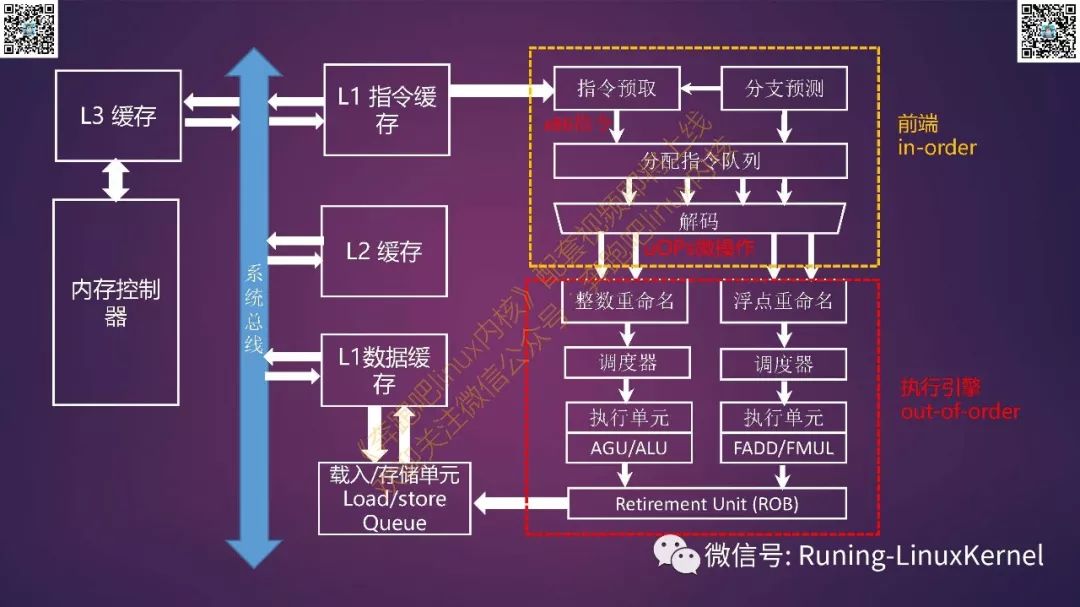 L3 缓存
内存控制
器
系统总线
L1 指令缓
存
L2 缓存
L1数据缓
存
载入/存储单元
Load/store
Queue
指令预取
分支预测
x86指令
分配指令队列
解码
uOPs微操作
前端
in-order
整数重命名
浮点重命名
调度器
调度器
执行单元
执行单元
AGU/ALU
FADD/FMUL
Retirement Unit (ROB)
执行引擎
out-of-order
《奔跑吧linux内核》配套视频即将上线
欢迎关注微信公众号：奔跑吧linux内核
微信号: Runing-LinuxKernel